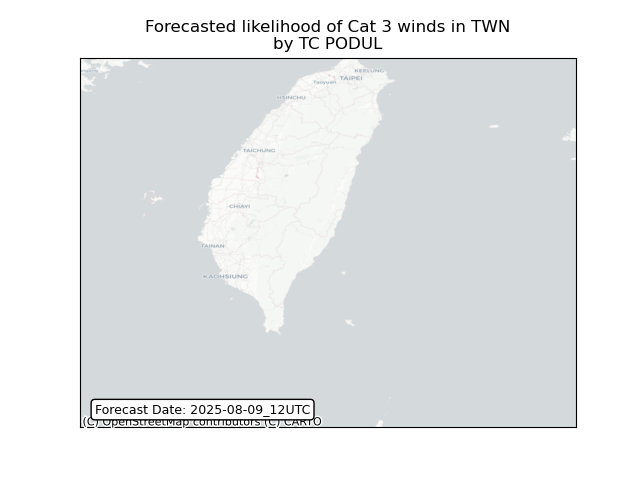 Forecasted likelihood of Cat 3 winds in TWN
by TC PODUL
KEELUNG
TAIPEI
Taoyuan
HSINCHU
TAICHUNG
CHIAYI
TAINAN
KAOHSIUNG
Forecast Date: 2025-08-09_12UTC
(C) OpenStreetMap contributors (C) CARTO